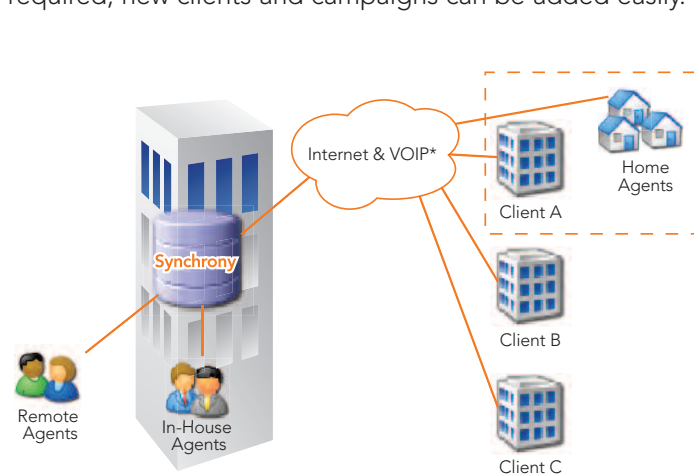 required, new clients and campaigns can be added easily.
Internet & VOIP*
Home
Agents
Client A
Synchrony
Client B
Remote
Agents
In-House
Agents
Client C